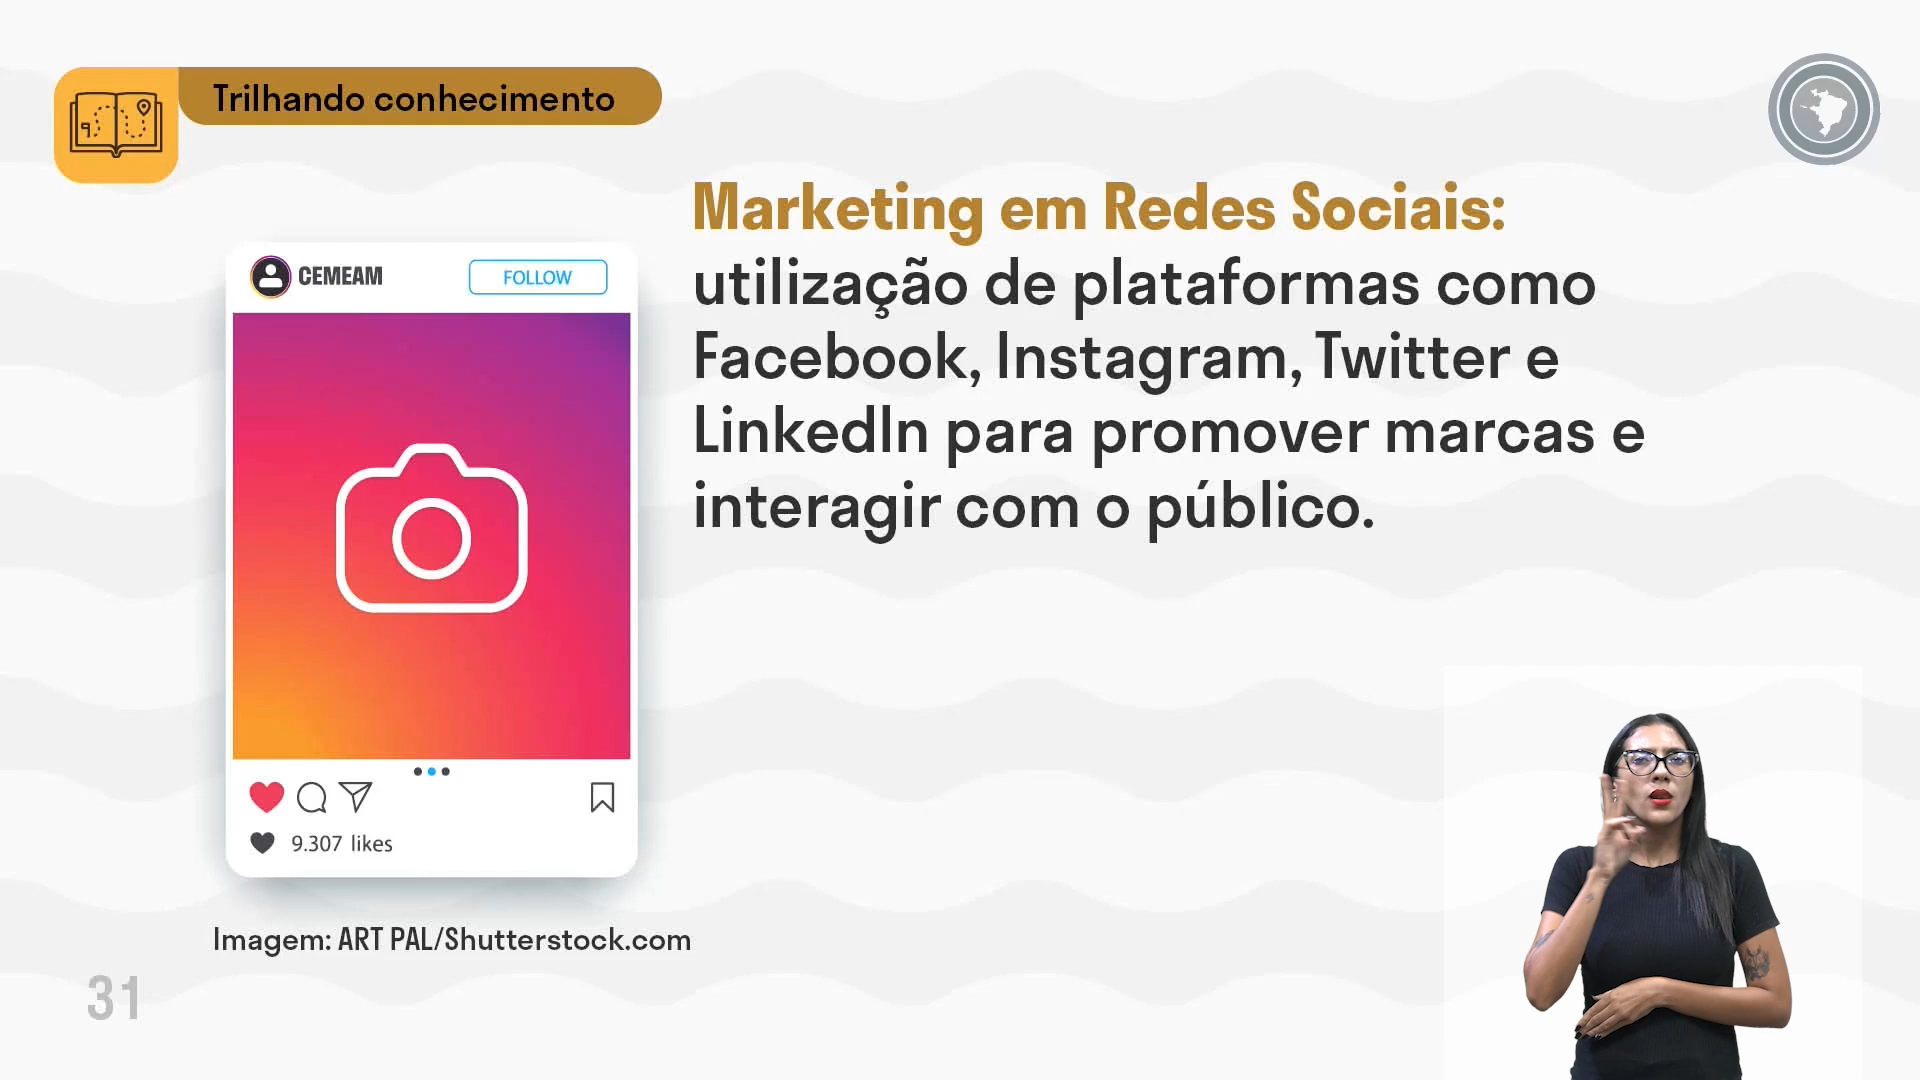 Trilhando conhecimento
Marketing em Redes Sociais:
utilização de plataformas como
Facebook, Instagram, Twitter e
LinkedIn para promover marcas e
interagir com o público.
CEMEAM
FOLLOW
9.307 likes
Imagem: ART PAL/Shutterstock.com
31